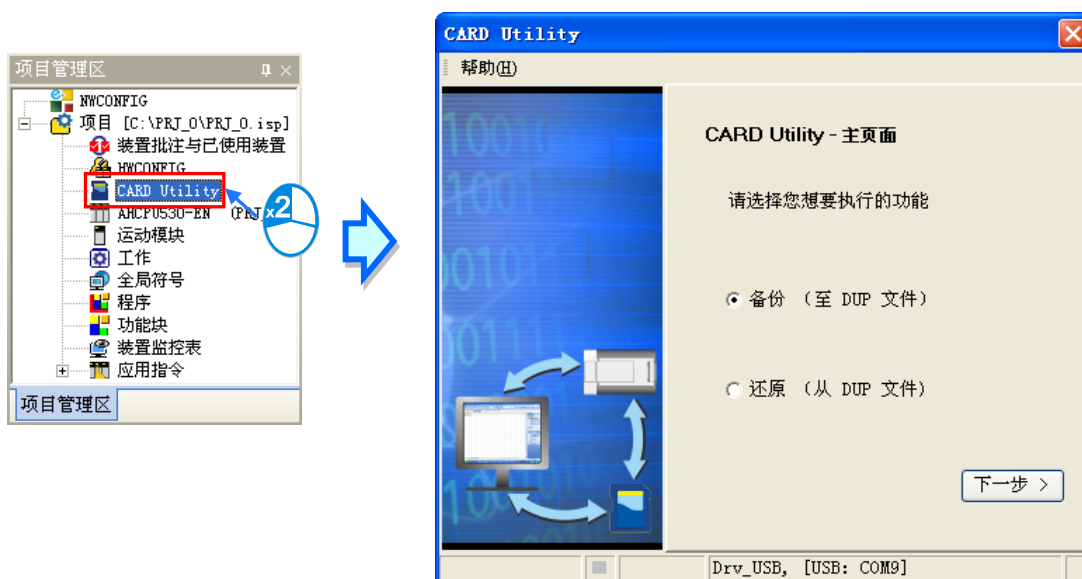 项目管理区
NWCONFIG
项目 [C:\PRJ_0\PRJ_0.isp]
装置批注与已使用装置
HWCONFIG
CARD Utility
AHCPU530-EN (PRJ
x2
运动模块
工作
全局符号
程序
功能块
装置监控表
应用指令
项目管理区
CARD Utility
帮助(H)
CARD Utility - 主页面
请选择您想要执行的功能
备份 (至 DUP 文件)
还原 (从 DUP 文件)
下一步 >
Drv_USB, [USB: COM9]